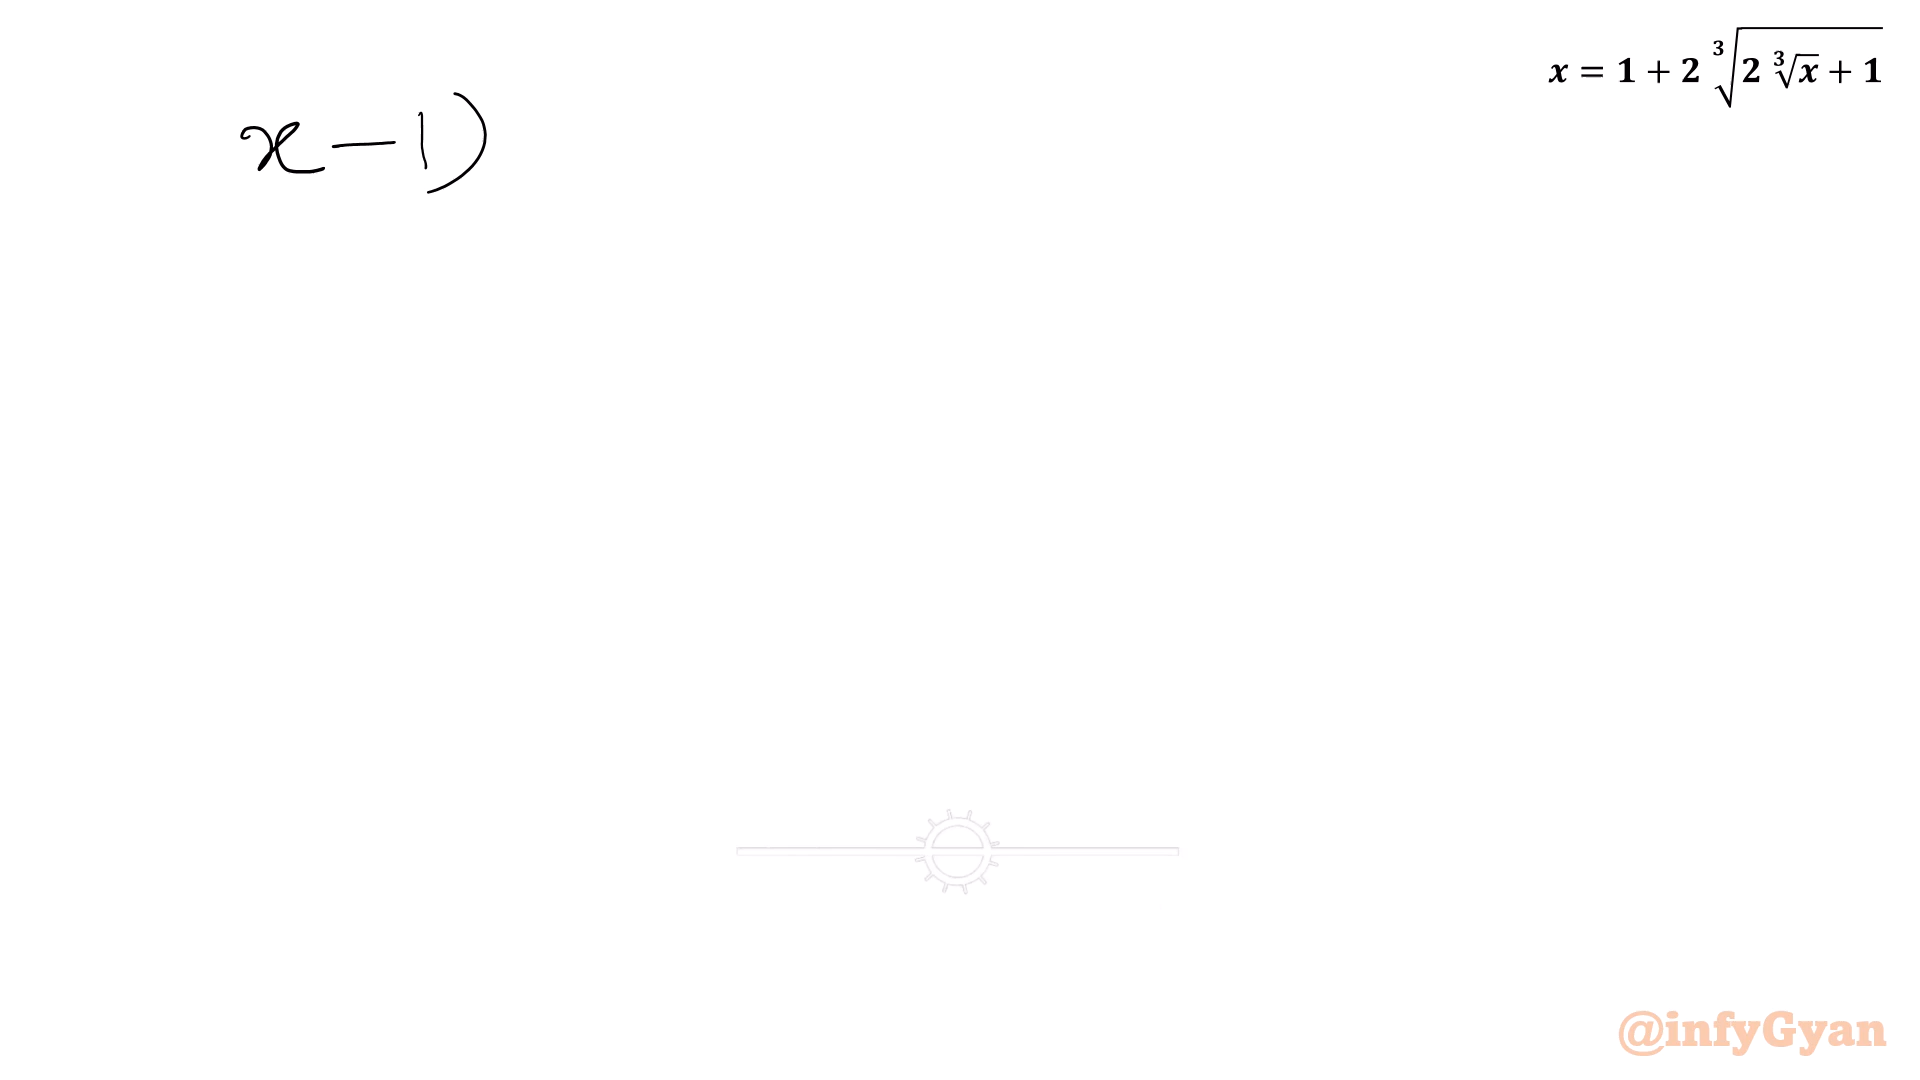 x = 1 + 2 ∛(2 ∛x + 1)
x - 1)
@infyGyan